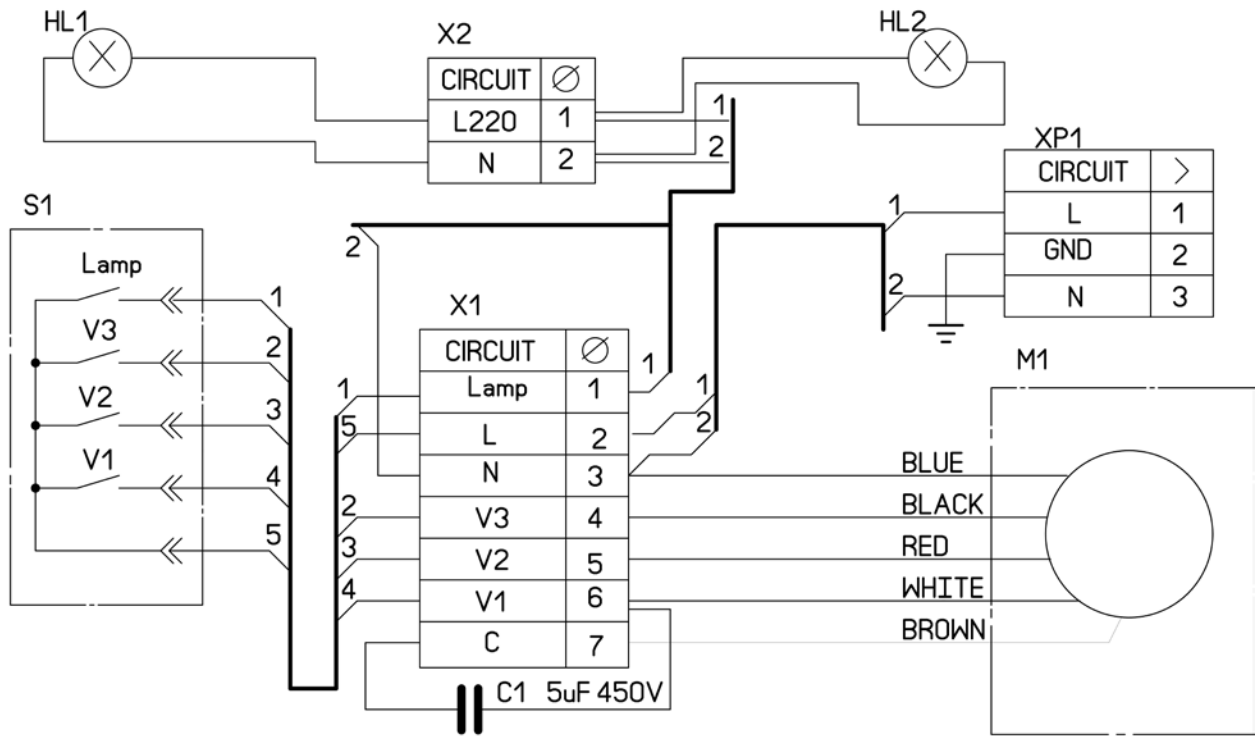 HL1
X2
HL2
CIRCUIT ∅
L220 1
N 2
1
2
XP1
CIRCUIT >
L 1
GND 2
N 3
1
2
S1
Lamp
V3
V2
V1
1
2
3
4
5
2
X1
CIRCUIT ∅
Lamp 1
L 2
N 3
V3 4
V2 5
V1 6
C 7
1
5
2
3
4
1
1
2
M1
BLUE
BLACK
RED
WHITE
BROWN
C1 5uF 450V